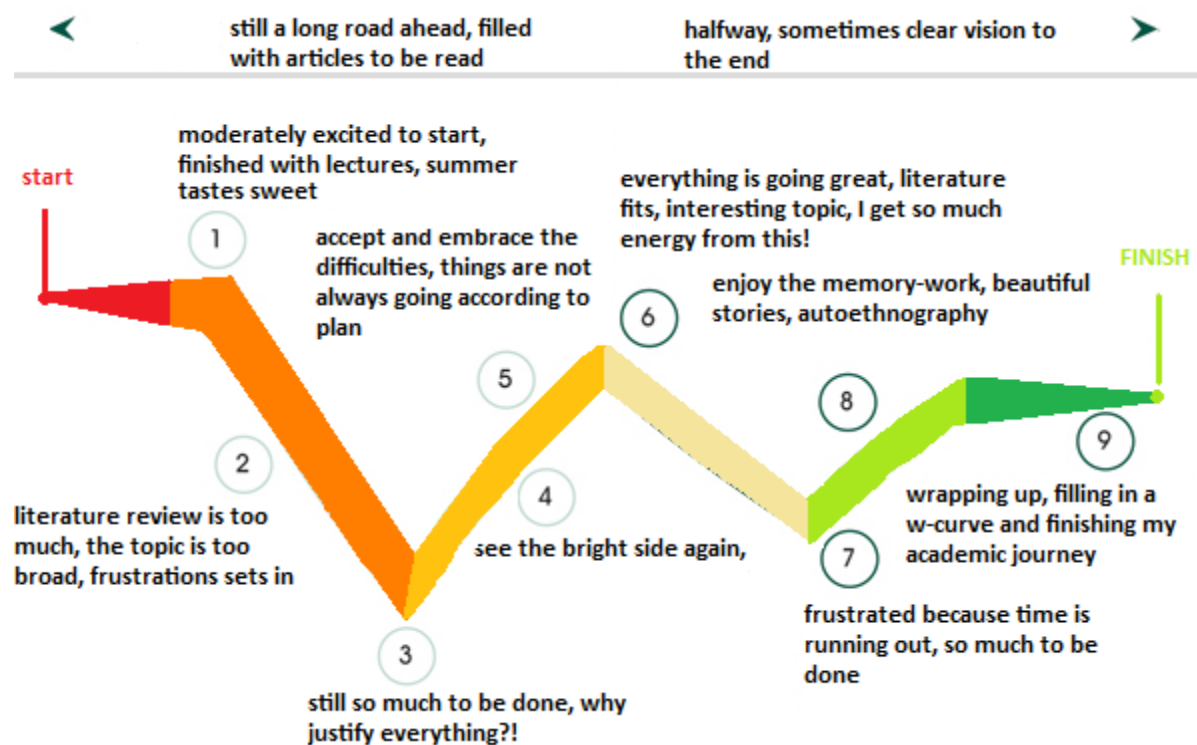 still a long road ahead, filled
with articles to be read
halfway, sometimes clear vision to
the end
moderately excited to start,
finished with lectures, summer
tastes sweet
start
1
accept and embrace the
difficulties, things are not
always going according to
plan
everything is going great, literature
fits, interesting topic, I get so much
energy from this!
FINISH
enjoy the memory-work, beautiful
stories, autoethnography
6
5
8
2
9
4
literature review is too
much, the topic is too
broad, frustrations sets in
see the bright side again,
wrapping up, filling in a
w-curve and finishing my
academic journey
7
frustrated because time is
running out, so much to be
done
3
still so much to be done, why
justify everything?!